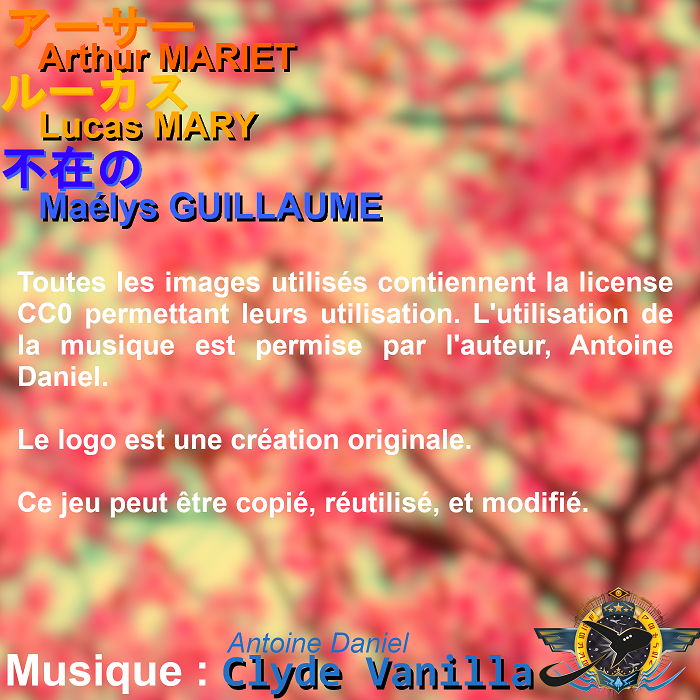 アーサー
Arthur MARIET
ルーカス
Lucas MARY
不在の
Maélys GUILLAUME
Toutes les images utilisés contiennent la license
CC0 permettant leurs utilisation. L'utilisation de
la musique est permise par l'auteur, Antoine
Daniel.
Le logo est une création originale.
Ce jeu peut être copié, réutilisé, et modifié.
Antoine Daniel
Musique : Clyde Vanilla